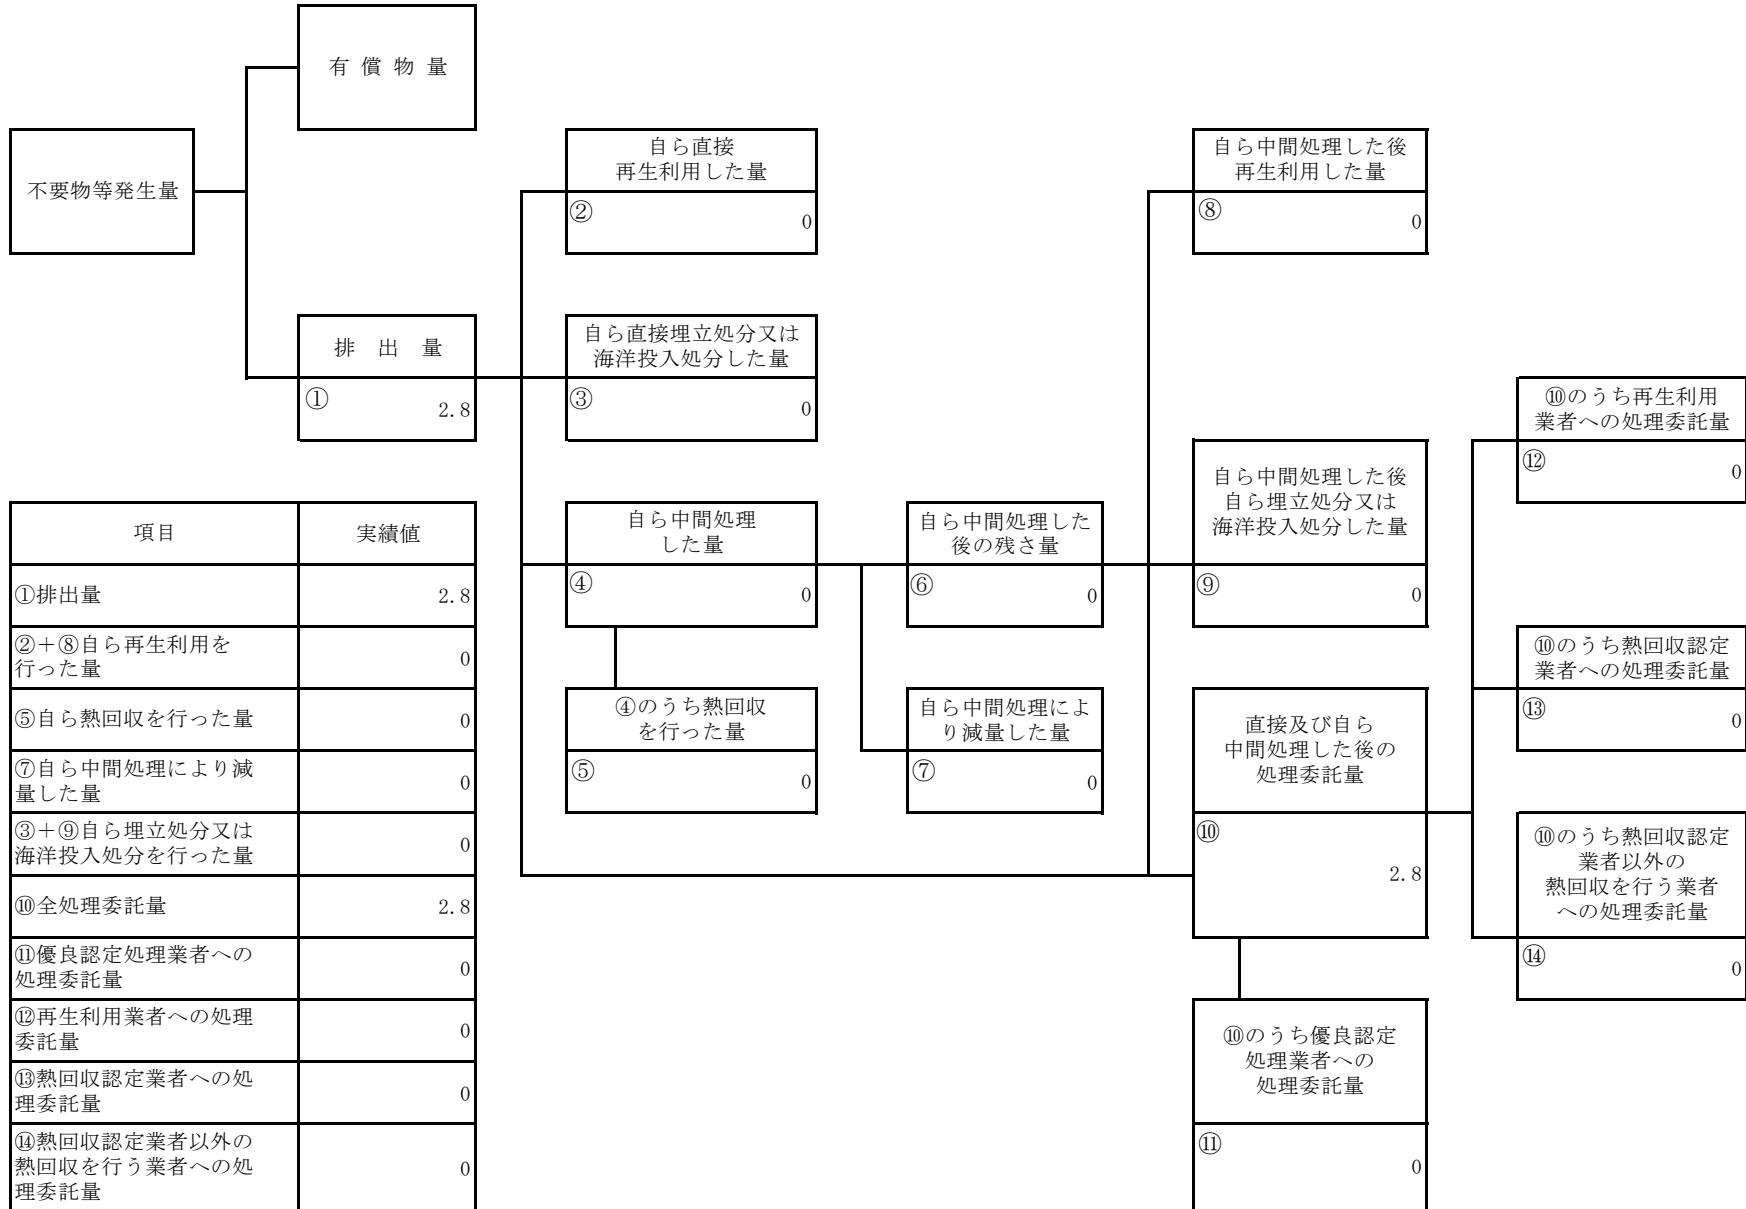 有 償 物 量
不要物等発生量
自ら直接
再生利用した量
②
0
自ら中間処理した後
再生利用した量
⑧
0
排 出 量
①
2.8
自ら直接埋立処分又は
海洋投入処分した量
③
0
⑩のうち再生利用
業者への処理委託量
⑫
0
自ら中間処理
した量
④
0
自ら中間処理した
後の残さ量
⑥
0
自ら中間処理した後
自ら埋立処分又は
海洋投入処分した量
⑨
0
⑩のうち熱回収認定
業者への処理委託量
⑬
0
④のうち熱回収
を行った量
⑤
0
自ら中間処理によ
り減量した量
⑦
0
直接及び自ら
中間処理した後の
処理委託量
⑩
2.8
⑩のうち熱回収認定
業者以外の
熱回収を行う業者
への処理委託量
⑭
0
⑩のうち優良認定
処理業者への
処理委託量
⑪
0
項目 実績値
①排出量 2.8
②+⑧自ら再生利用を
行った量 0
⑤自ら熱回収を行った量 0
⑦自ら中間処理により減
量した量 0
③+⑨自ら埋立処分又は
海洋投入処分を行った量 0
⑩全処理委託量 2.8
⑪優良認定処理業者への
処理委託量 0
⑫再生利用業者への処理
委託量 0
⑬熱回収認定業者への処
理委託量 0
⑭熱回収認定業者以外の
熱回収を行う業者への処 0
理委託量